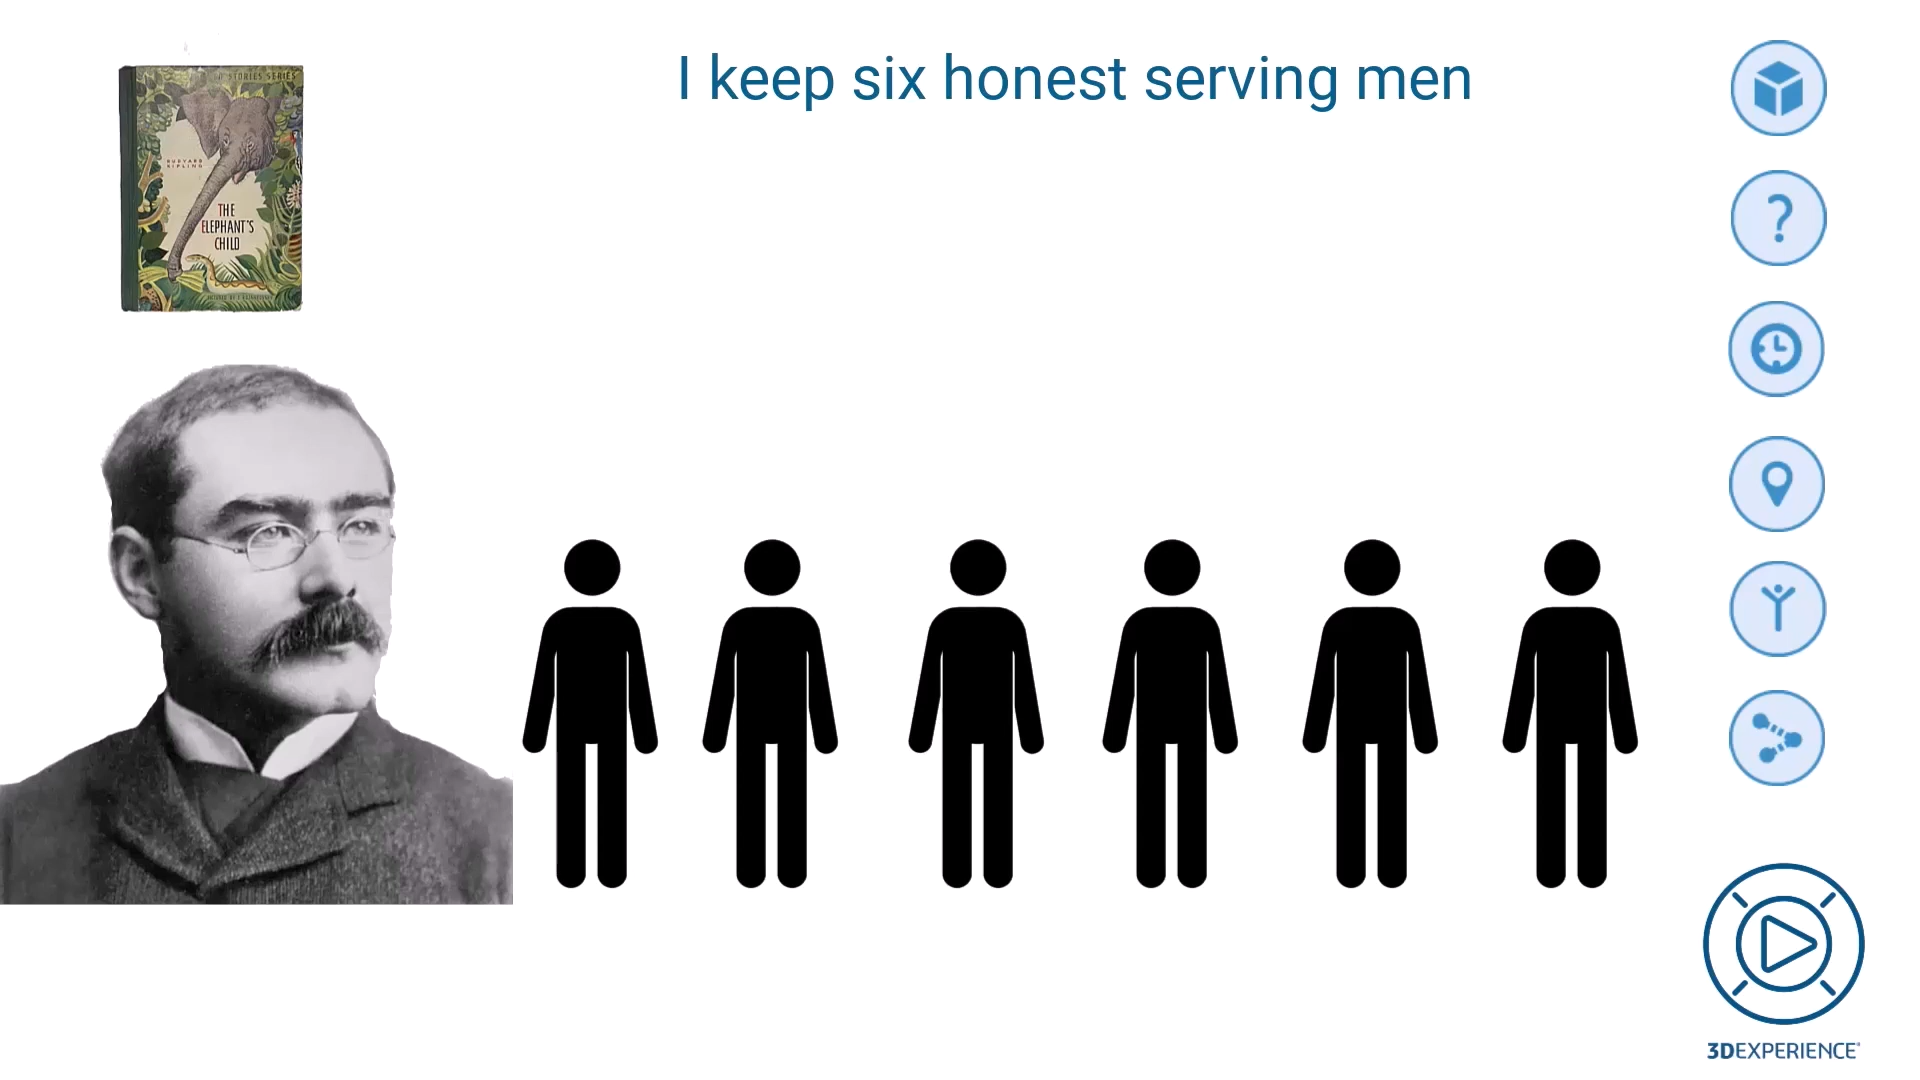 I keep six honest serving men
STORIES SERIES
RUDYARD
KIPLING
THE
ELEPHANT'S
CHILD
3DEXPERIENCE